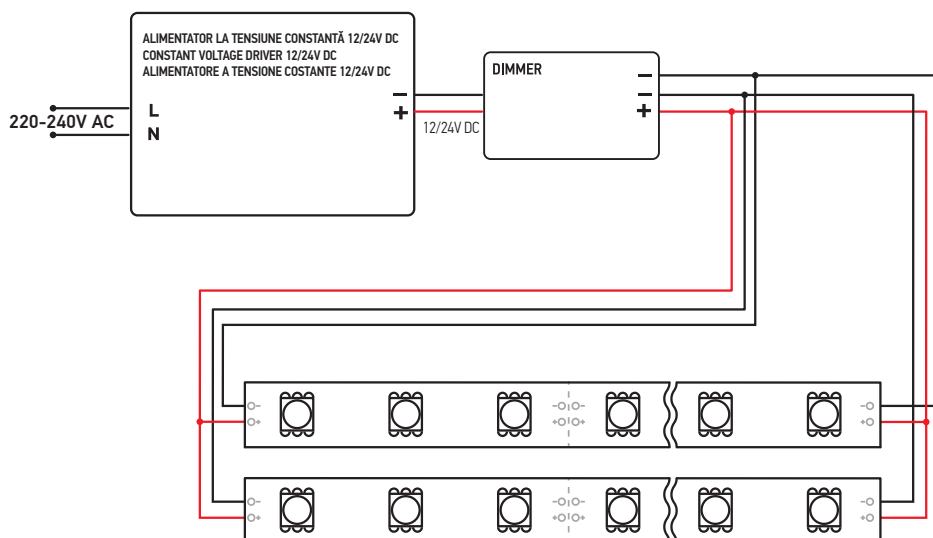 ALIMENTATOR LA TENSIUNE CONSTANTĂ 12/24V DC
CONSTANT VOLTAGE DRIVER 12/24V DC
ALIMENTATORE A TENSIONE COSTANTE 12/24V DC
DIMMER
−
−
−
+
+
220-240V AC
L
N
12/24V DC
− − − −
+ + + +
− − − −
+ + + +